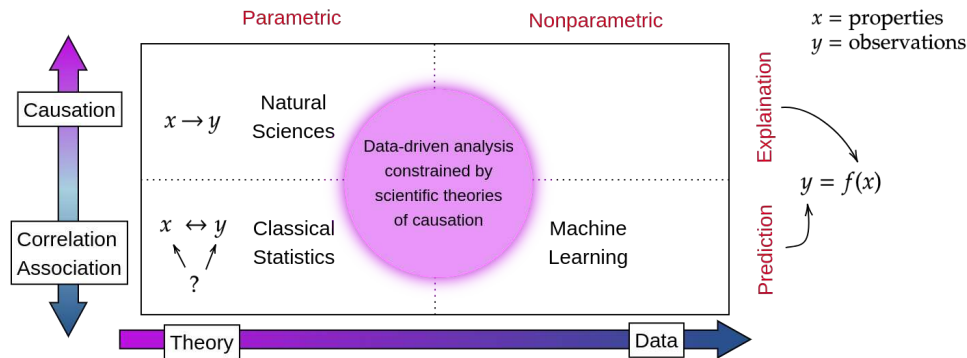 Parametric
Nonparametric
x = properties
y = observations
Causation
x → y
Natural
Sciences
Data-driven analysis
constrained by
scientific theories
of causation
Explaination
y = f(x)
Correlation
Association
x ↔ y
?
Classical
Statistics
Machine
Learning
Prediction
Theory
Data